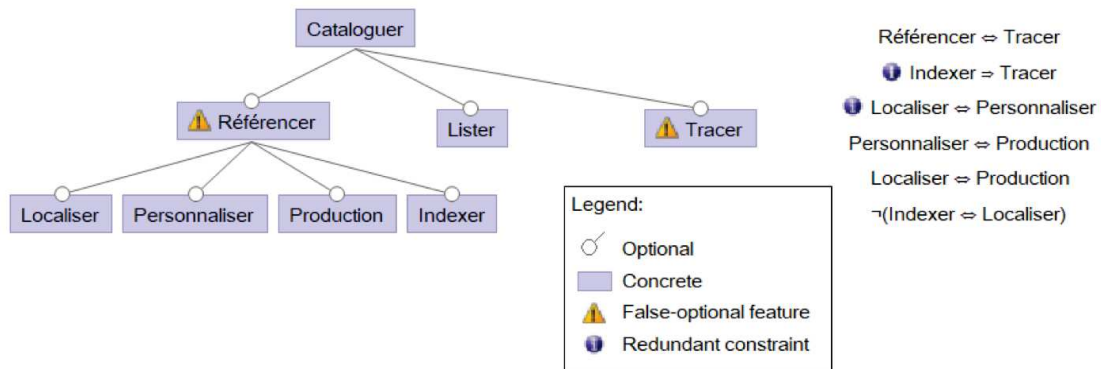 Cataloguer
Référencer
Lister
Tracer
Localiser
Personnaliser
Production
Indexer
Legend:
Optional
Concrete
False-optional feature
Redundant constraint
Référencer ⇔ Tracer
Indexer ⇒ Tracer
Localiser ⇔ Personnaliser
Personnaliser ⇔ Production
Localiser ⇔ Production
¬(Indexer ⇔ Localiser)